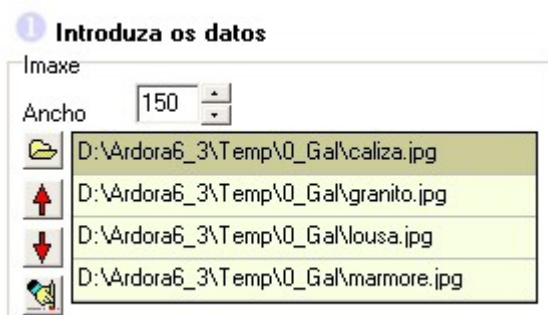 1 Introduza os datos
Imaxe
Ancho 150
D:\Ardora6_3\Temp\0_Gal\caliza.jpg
D:\Ardora6_3\Temp\0_Gal\granito.jpg
D:\Ardora6_3\Temp\0_Gal\lousa.jpg
D:\Ardora6_3\Temp\0_Gal\marmore.jpg